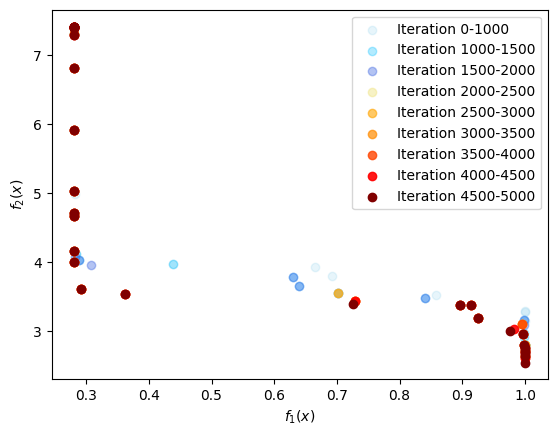 Iteration 0-1000
Iteration 1000-1500
Iteration 1500-2000
Iteration 2000-2500
Iteration 2500-3000
Iteration 3000-3500
Iteration 3500-4000
Iteration 4000-4500
Iteration 4500-5000
7
6
5
4
3
f₂(x)
0.3 0.4 0.5 0.6 0.7 0.8 0.9 1.0
f₁(x)